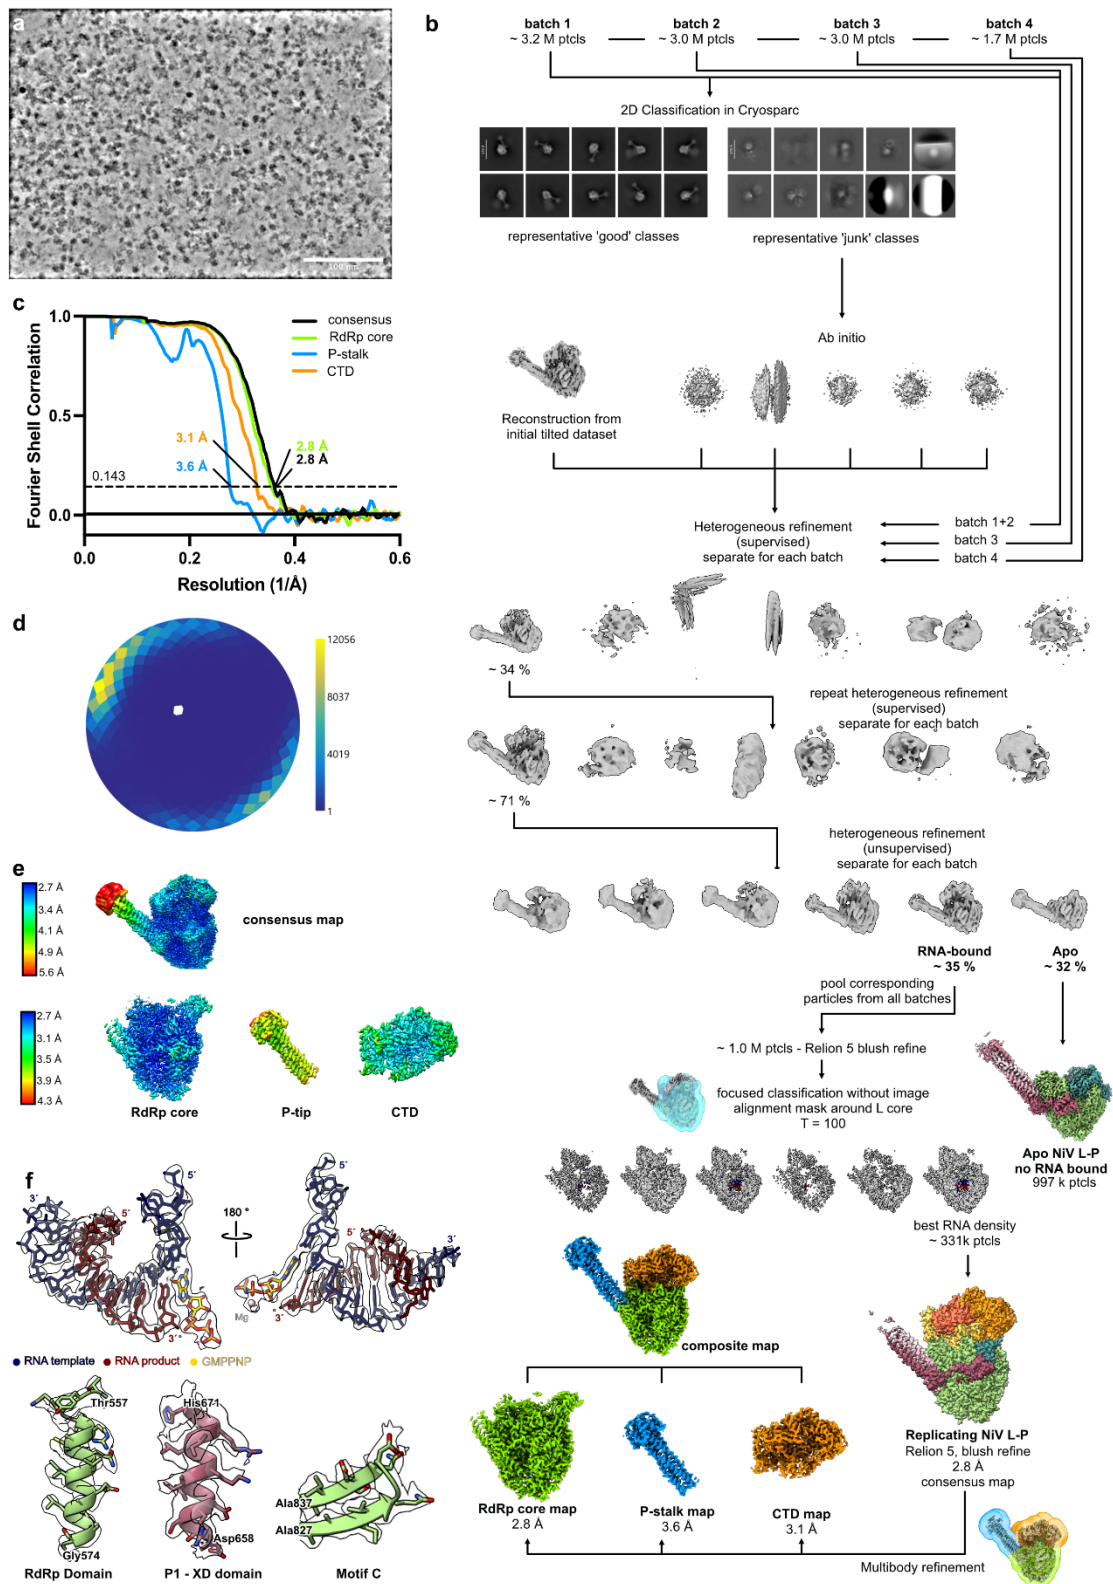 a
100 nm
b
batch 1
~ 3.2 M ptcls
batch 2
~ 3.0 M ptcls
batch 3
~ 3.0 M ptcls
batch 4
~ 1.7 M ptcls
2D Classification in Cryosparc
representative 'good' classes
representative 'junk' classes
Ab initio
Reconstruction from
initial tilted dataset
Heterogeneous refinement
(supervised)
separate for each batch
batch 1+2
batch 3
batch 4
~ 34 %
repeat heterogeneous refinement
(supervised)
separate for each batch
~ 71 %
heterogeneous refinement
(unsupervised)
separate for each batch
RNA-bound
~ 35 %
Apo
~ 32 %
pool corresponding
particles from all batches
~ 1.0 M ptcls - Relion 5 blush refine
focused classification without image
alignment mask around L core
T = 100
Apo NiV L-P
no RNA bound
997 k ptcls
best RNA density
~ 331k ptcls
composite map
Replicating NiV L-P
Relion 5, blush refine
2.8 Å
consensus map
RdRp core map
2.8 Å
P-stalk map
3.6 Å
CTD map
3.1 Å
Multibody refinement
c
Fourier Shell Correlation
1.0
0.5
0.0
0.143
consensus
RdRp core
P-stalk
CTD
3.1 Å
3.6 Å
2.8 Å
2.8 Å
0.0
0.2
0.4
0.6
Resolution (1/Å)
d
12056
8037
4019
1
e
2.7 Å
3.4 Å
4.1 Å
4.9 Å
5.6 Å
consensus map
2.7 Å
3.1 Å
3.5 Å
3.9 Å
4.3 Å
RdRp core
P-tip
CTD
f
3´
5´
5´
3´
180 °
5´
5´
3´
Mg
3´
RNA template
RNA product
GMPPNP
Thr557
Gly574
RdRp Domain
His671
Asp658
P1 - XD domain
Ala837
Ala827
Motif C